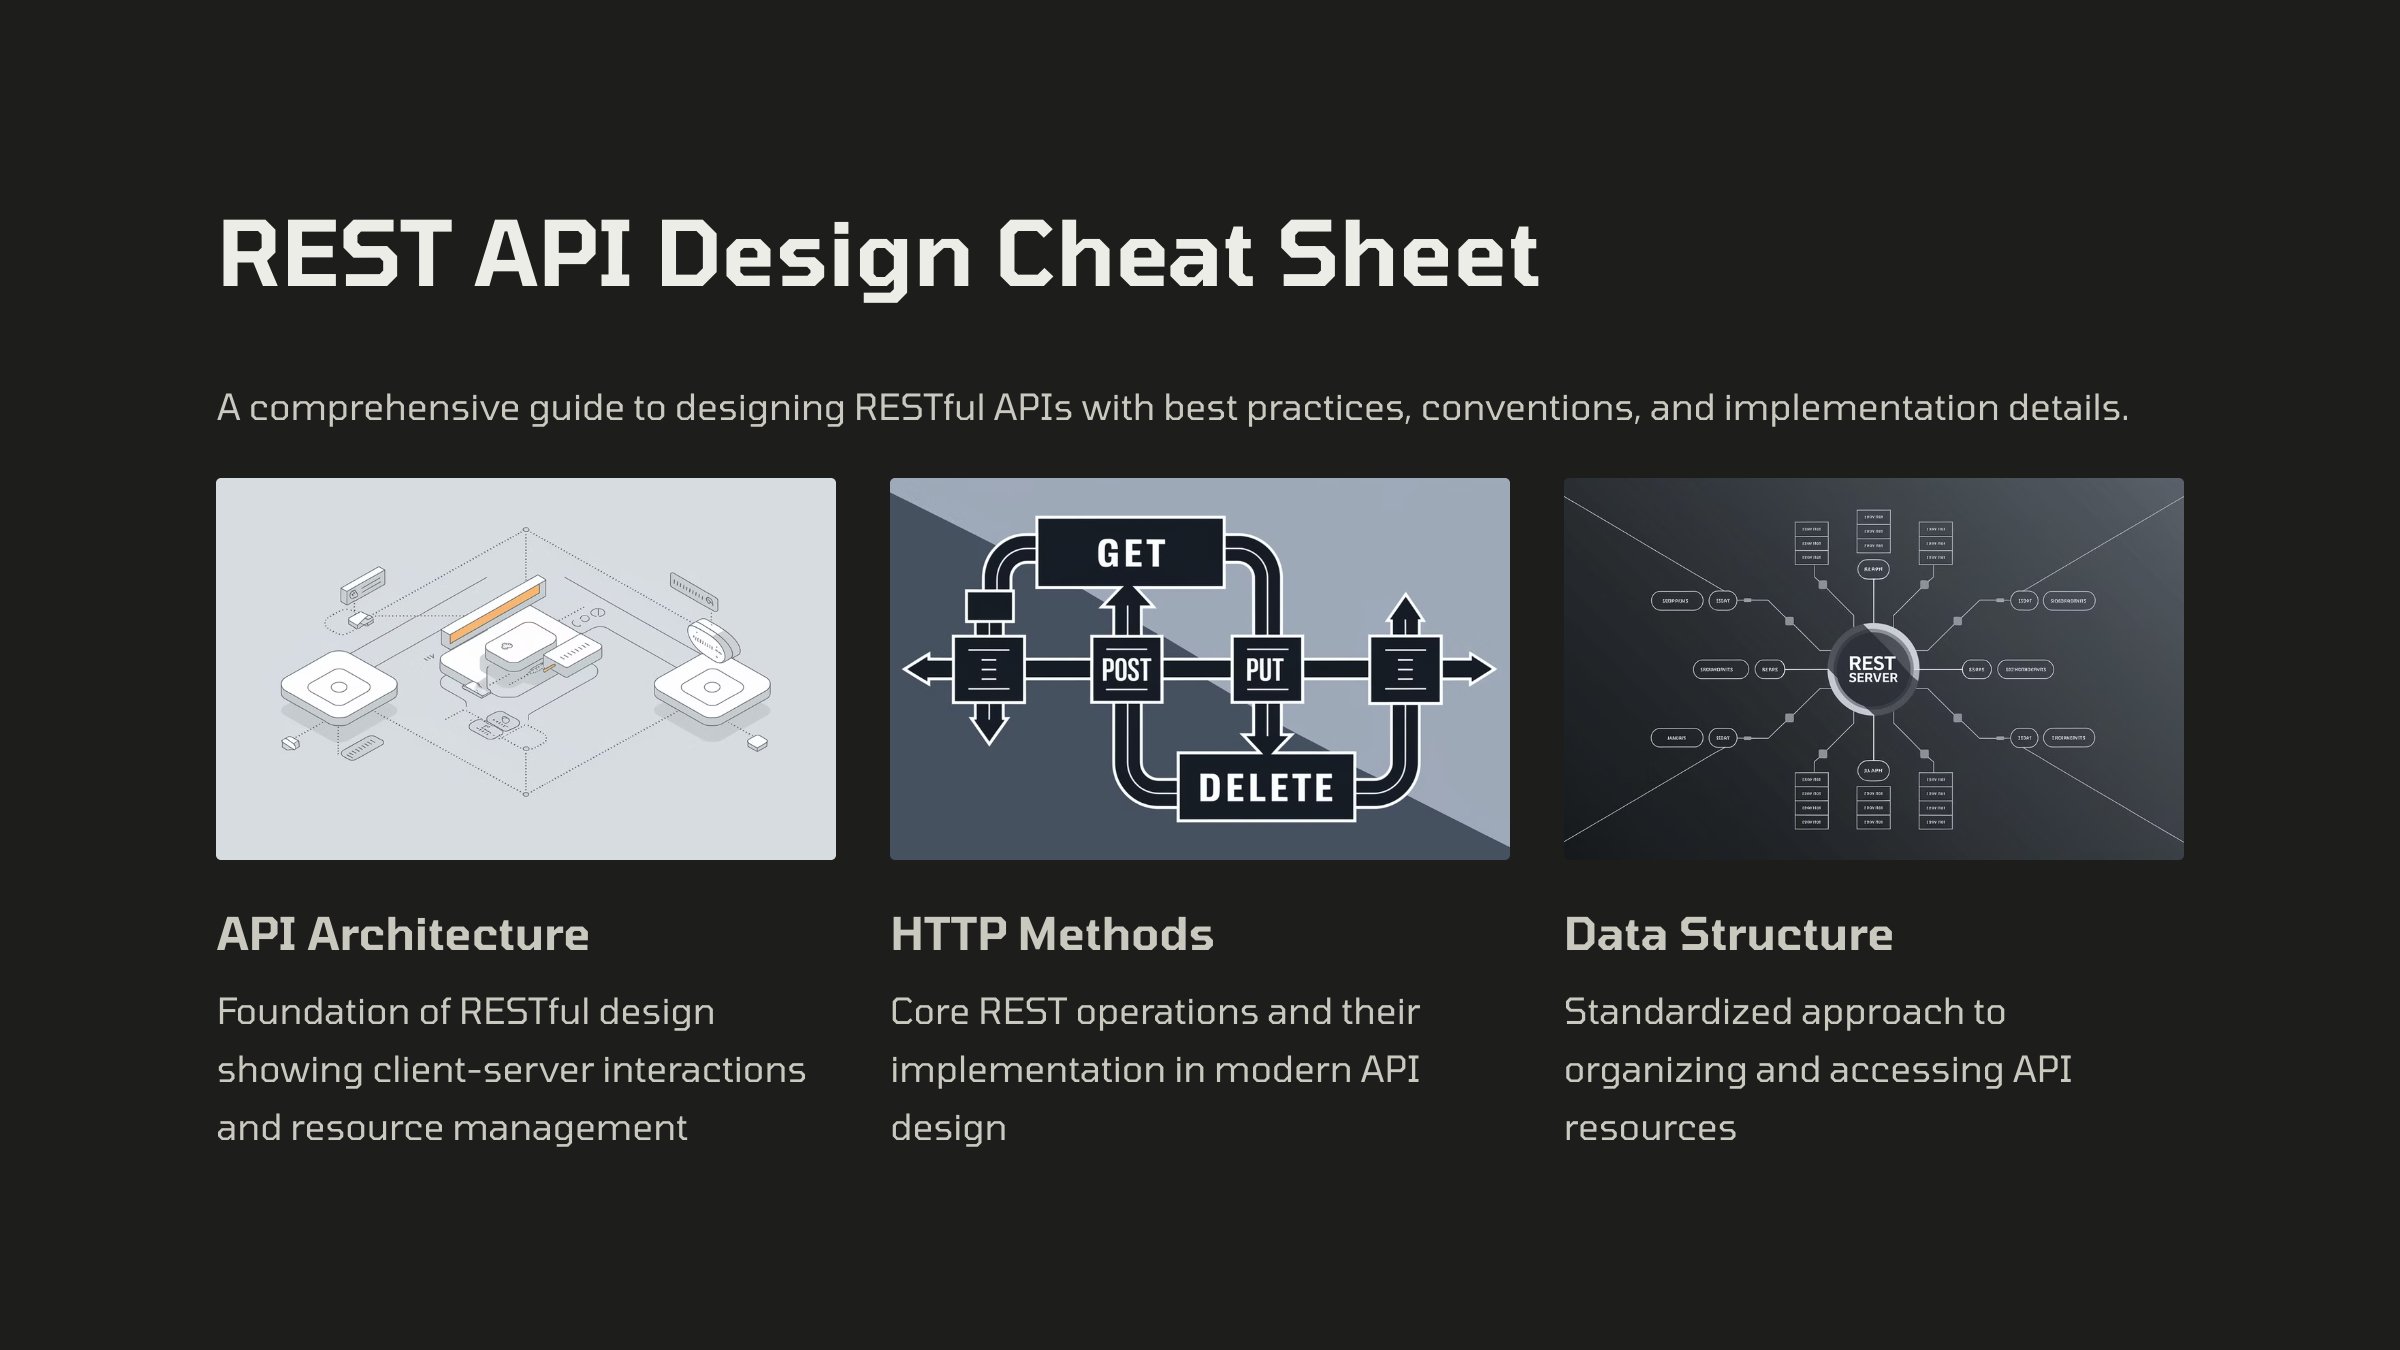 REST API Design Cheat Sheet
A comprehensive guide to designing RESTful APIs with best practices, conventions, and implementation details.
GET
POST
PUT
DELETE
REST
SERVER
API Architecture
Foundation of RESTful design
showing client-server interactions
and resource management
HTTP Methods
Core REST operations and their
implementation in modern API
design
Data Structure
Standardized approach to
organizing and accessing API
resources